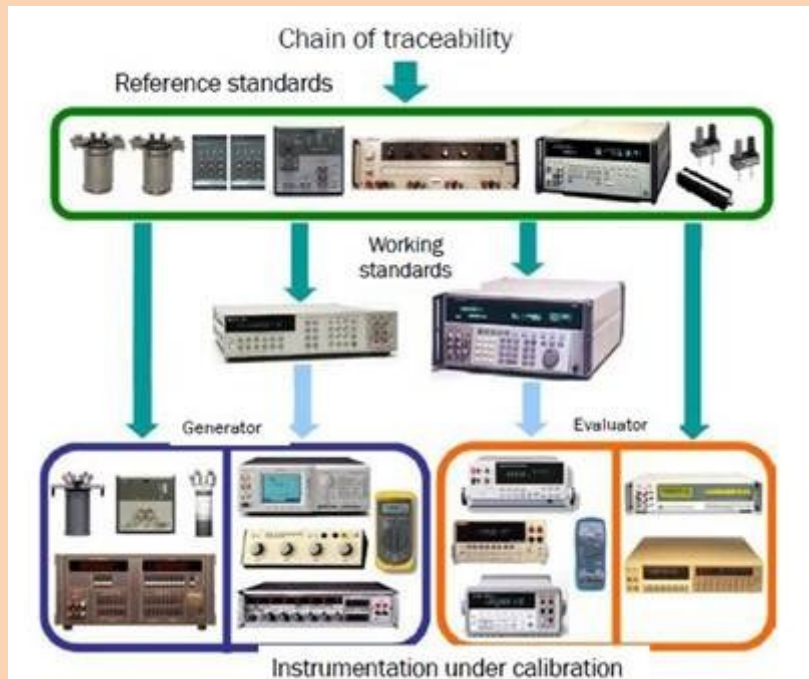 Chain of traceability
Reference standards
Working
standards
Generator
Evaluator
Instrumentation under calibration